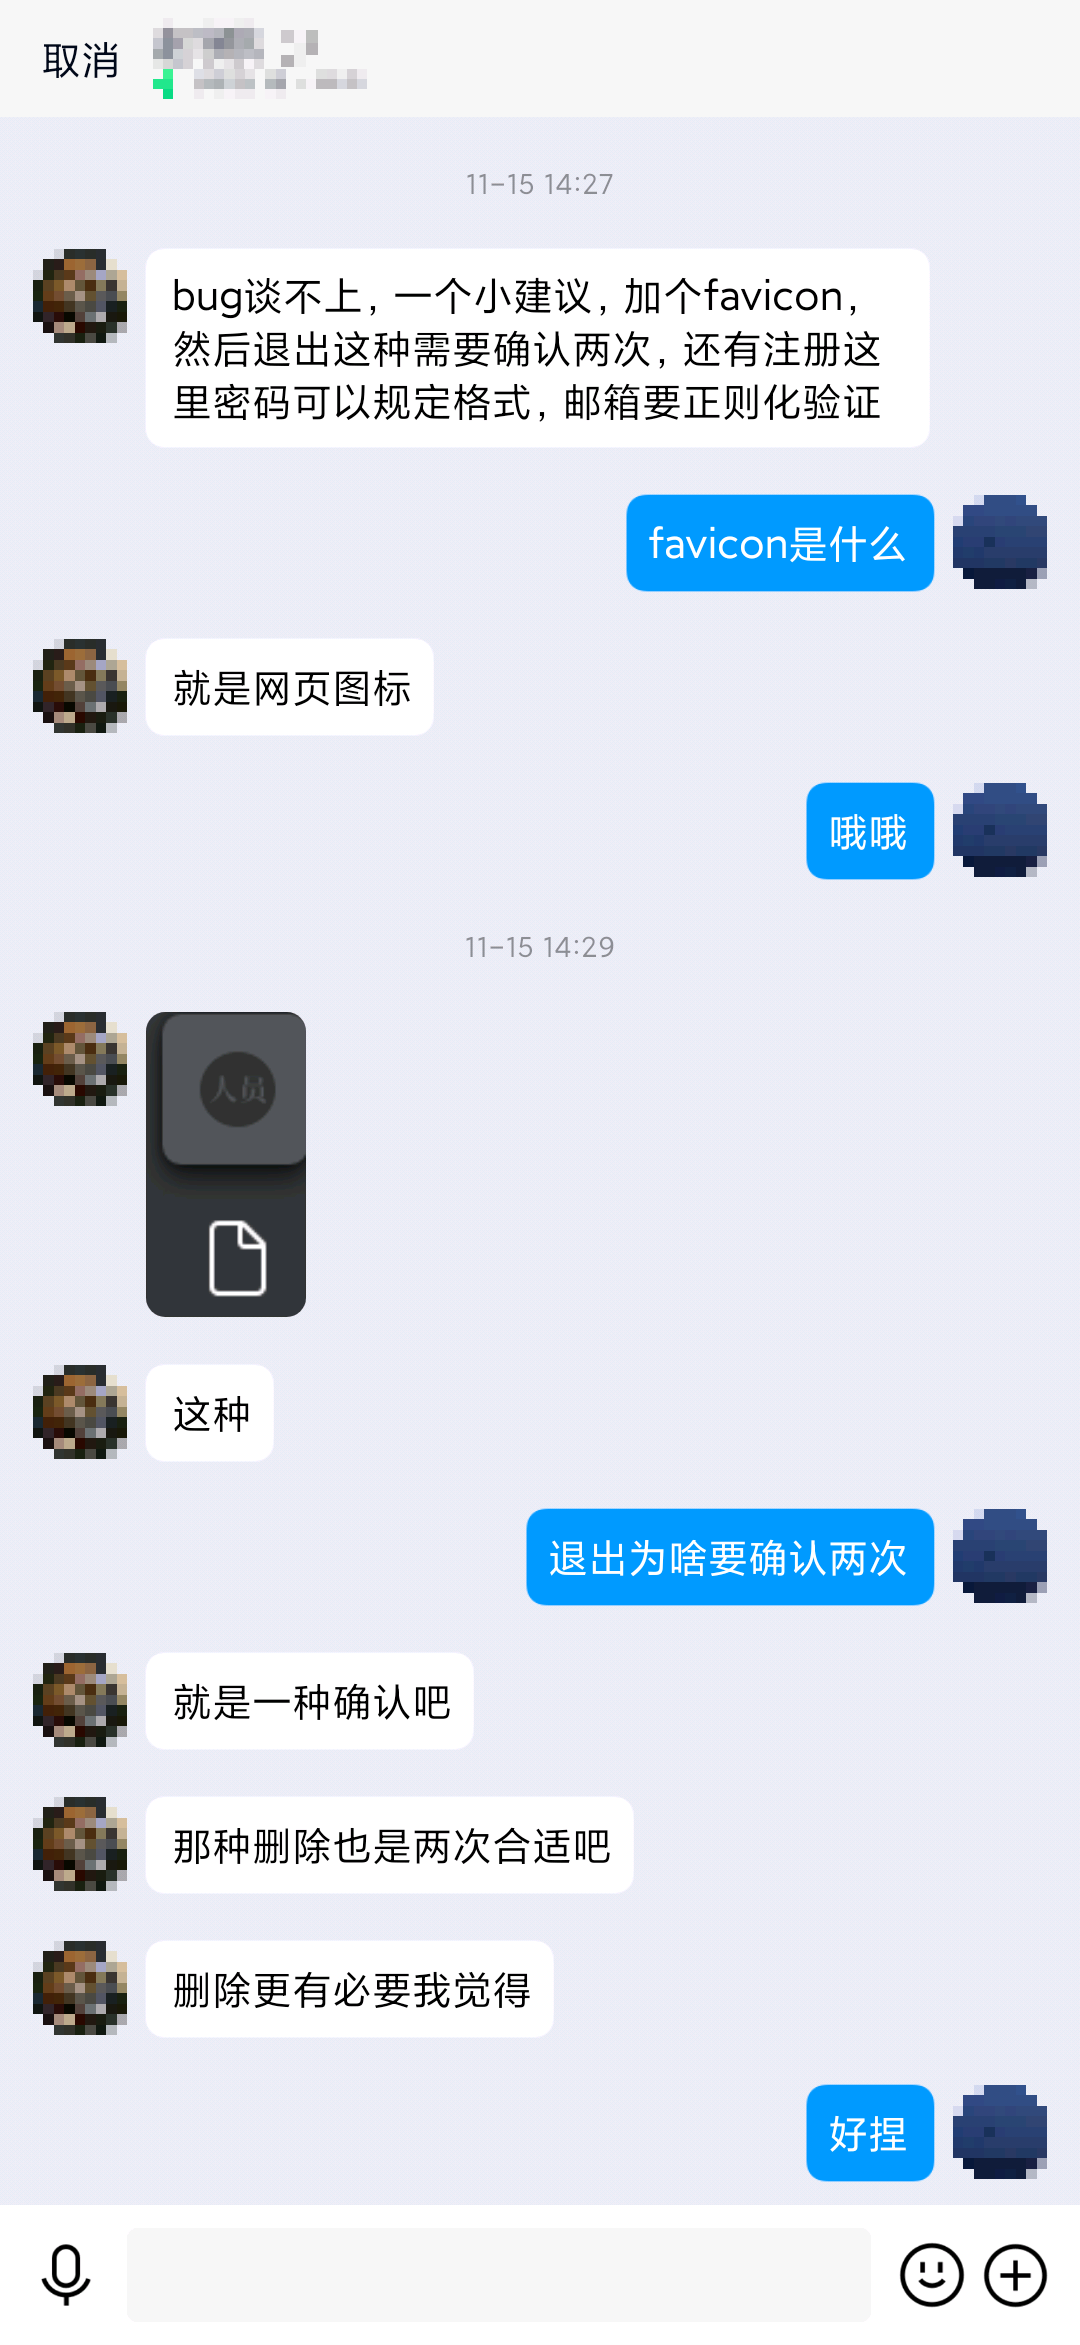 取消
11-15 14:27
bug谈不上，一个小建议，加个favicon，
然后退出这种需要确认两次，还有注册这
里密码可以规定格式，邮箱要正则化验证
favicon是什么
就是网页图标
哦哦
11-15 14:29
人员
这种
退出为啥要确认两次
就是一种确认吧
那种删除也是两次合适吧
删除更有必要我觉得
好捏